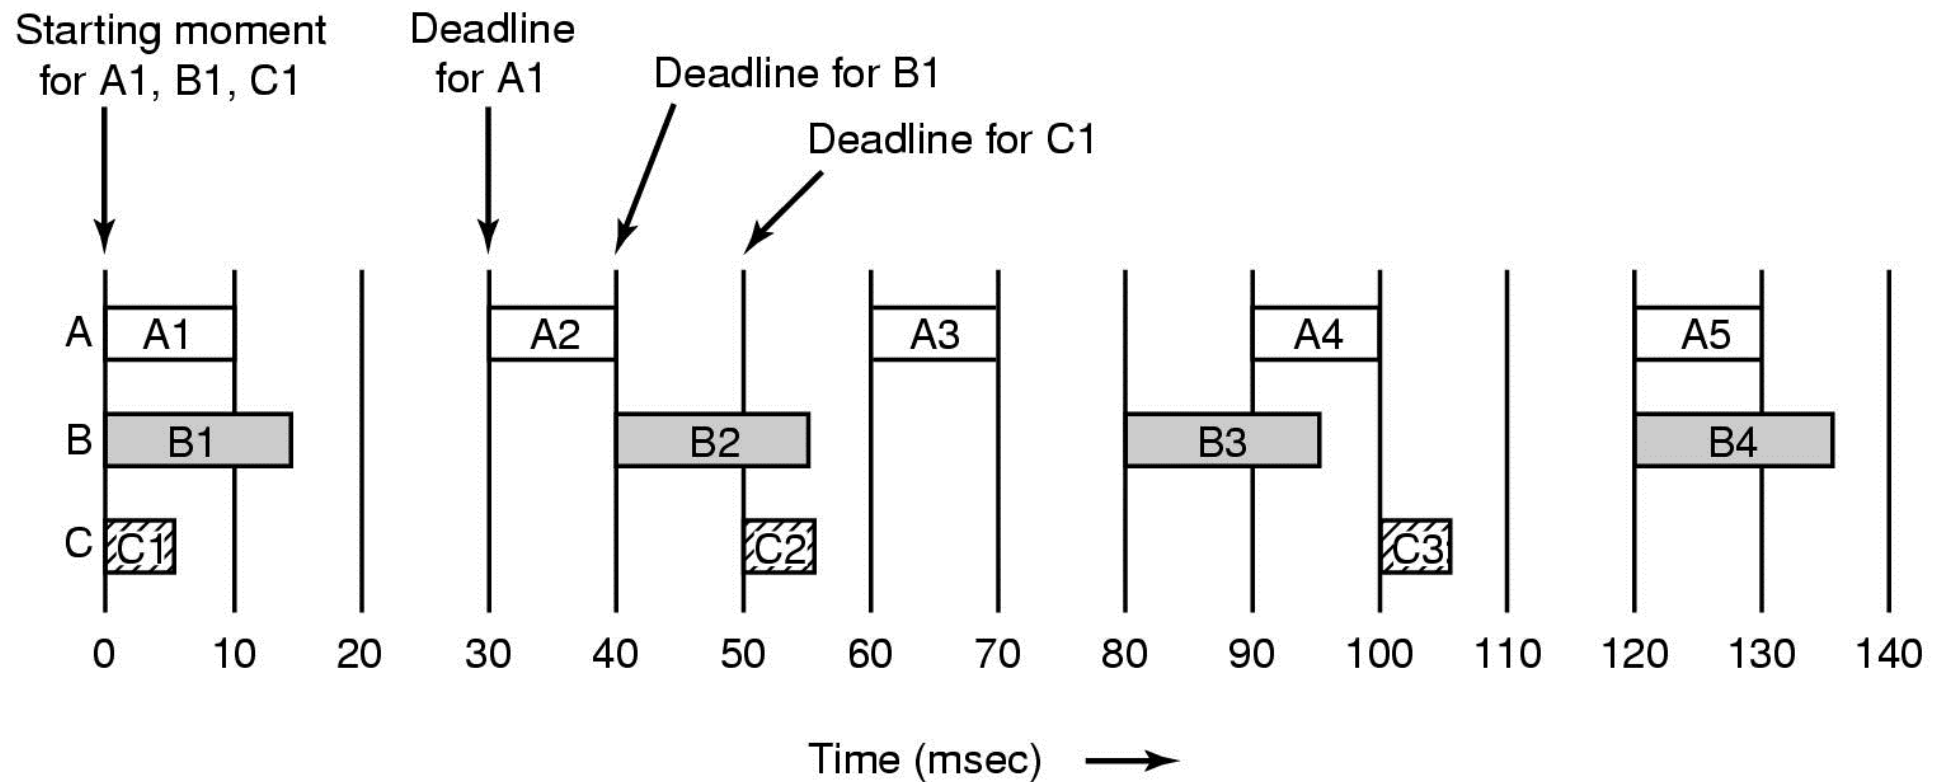 Starting moment
for A1, B1, C1
Deadline
for A1
Deadline for B1
Deadline for C1
A A1 A2 A3 A4 A5
B B1 B2 B3 B4
C C1 C2 C3
0 10 20 30 40 50 60 70 80 90 100 110 120 130 140
Time (msec)